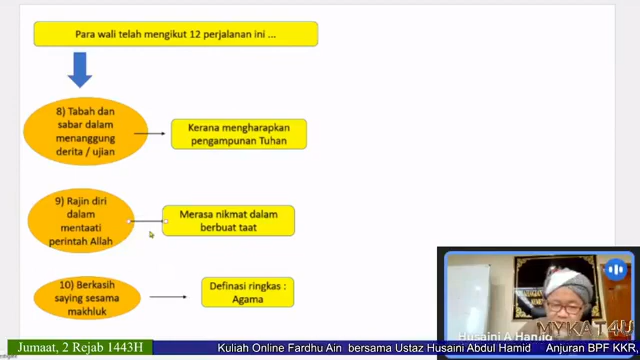 Para wali telah mengikut 12 perjalanan ini ...
8) Tabah dan
sabar dalam
menanggung
derita / ujian
Kerana mengharapkan
pengampunan Tuhan
9) Rajin diri
dalam
mentaati
perintah Allah
Merasa nikmat dalam
berbuat taat
10) Berkasih
saying sesama
makhluk
Definasi ringkas :
Agama
Husaini A Hamid
MYKAT4U
Jumaat, 2 Rejab 1443H
Kuliah Online Fardhu Ain bersama Ustaz Husaini Abdul Hamid Anjuran BPF KKR,